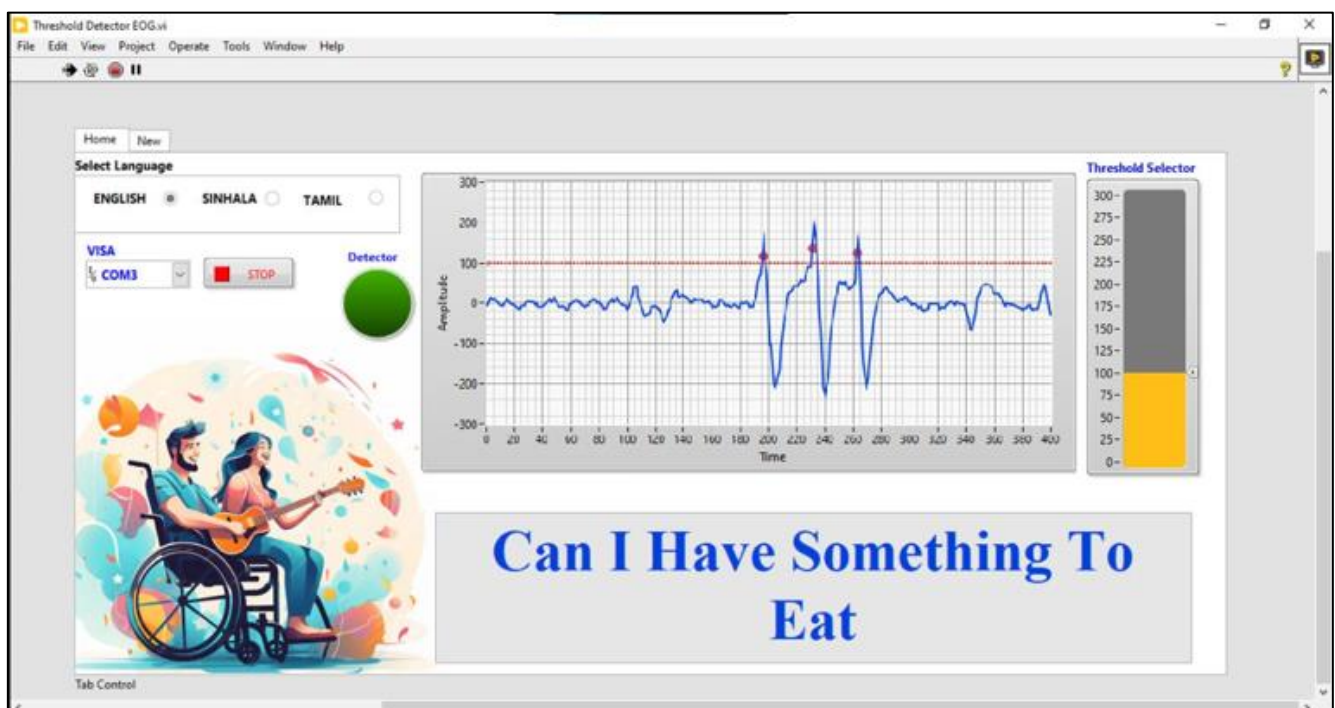 Threshold Detector EOG.vi
File Edit View Project Operate Tools Window Help
Home New
Select Language
ENGLISH SINHALA TAMIL
VISA
COM3
STOP
Detector
Threshold Selector
300
200
100
0
-100
-200
-300
Amplitude
0 20 40 60 80 100 120 140 160 180 200 220 240 260 280 300 320 340 360 380 400
Time
300
275
250
225
200
175
150
125
100
75
50
25
0
Can I Have Something To
Eat
Tab Control